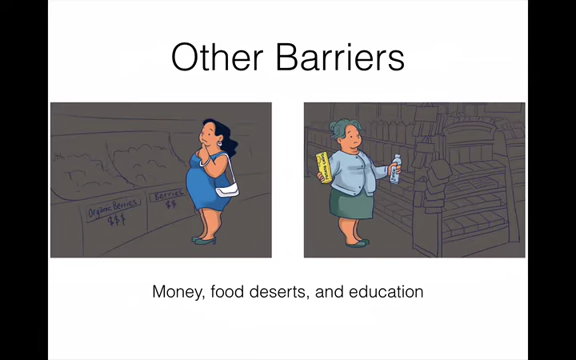 Other Barriers
Organic Berries
$$$
Berries
$$
Money, food deserts, and education